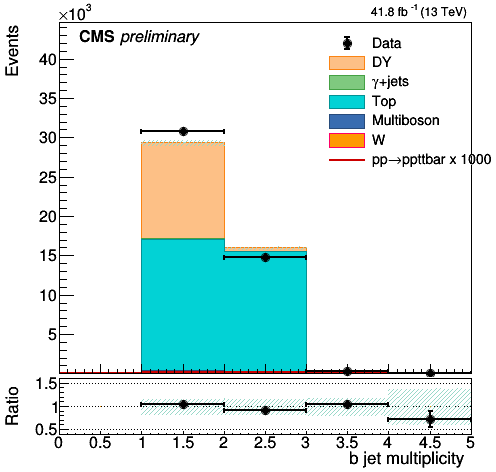 ×10³
41.8 fb⁻¹ (13 TeV)
CMS preliminary
Events
Data
DY
γ+jets
Top
Multiboson
W
pp→ppttbar x 1000
40
35
30
25
20
15
10
5
Ratio
1.5
1
0.5
0 0.5 1 1.5 2 2.5 3 3.5 4 4.5 5
b jet multiplicity